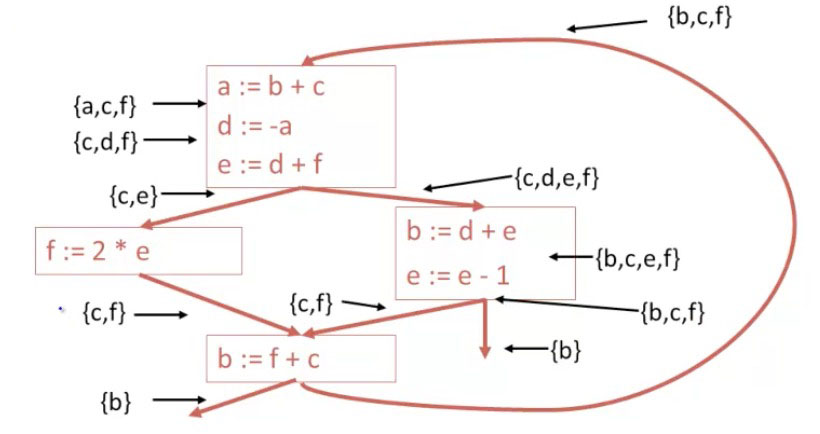 {b,c,f}
a := b + c
{a,c,f}
d := -a
{c,d,f}
e := d + f
{c,e}
{c,d,e,f}
b := d + e
f := 2 * e
{b,c,e,f}
e := e - 1
{c,f}
{c,f}
{b,c,f}
b := f + c
{b}
{b}